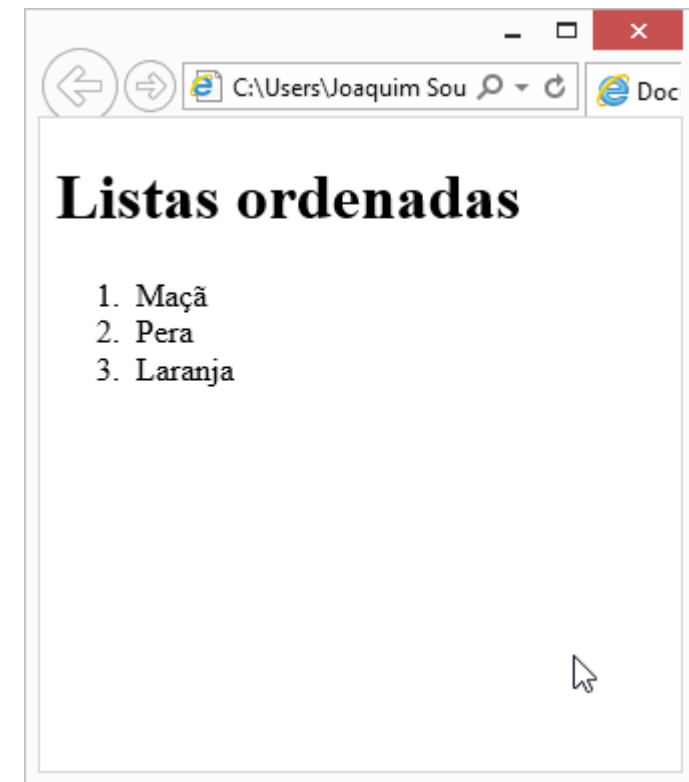 C:\Users\Joaquim Sou
Doc
Listas ordenadas
1. Maçã
2. Pera
3. Laranja